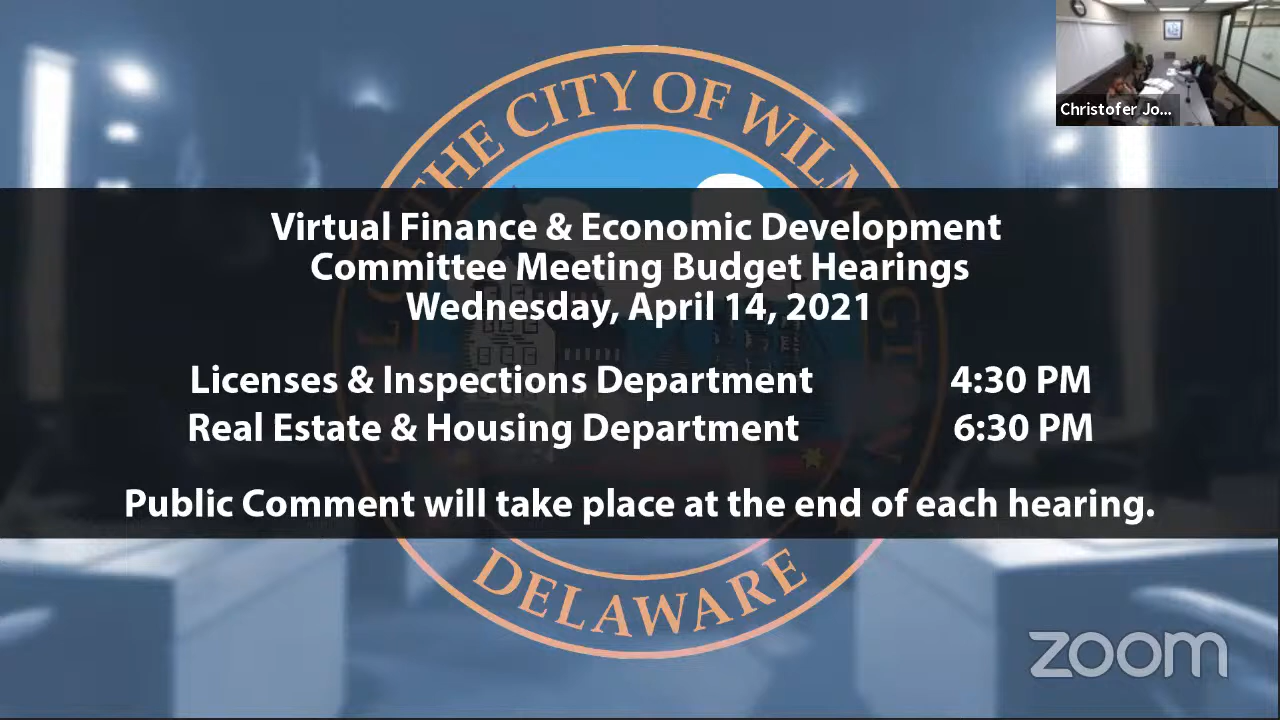 THE CITY OF WILM
Christofer Jo...
Virtual Finance & Economic Development
Committee Meeting Budget Hearings
Wednesday, April 14, 2021
Licenses & Inspections Department 4:30 PM
Real Estate & Housing Department 6:30 PM
Public Comment will take place at the end of each hearing.
DELAWARE
zoom